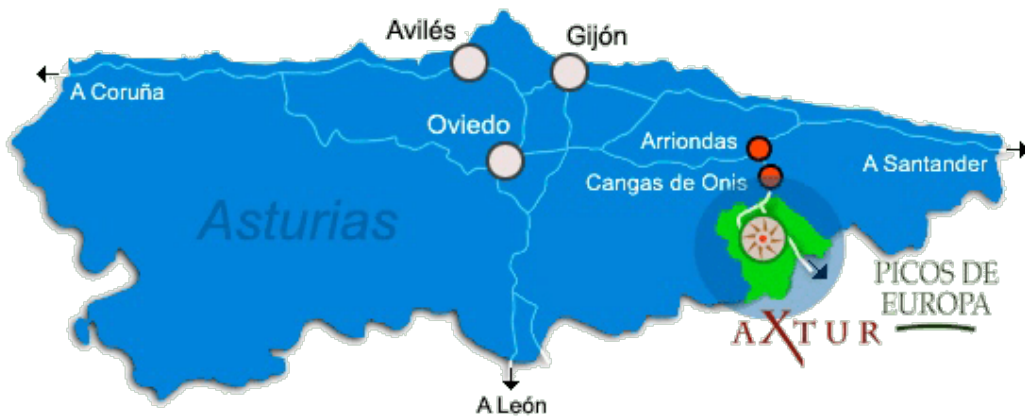 Avilés
Gijón
A Coruña
Oviedo
Arriondas
A Santander
Cangas de Onis
Asturias
PICOS DE
EUROPA
AXTUR
A León